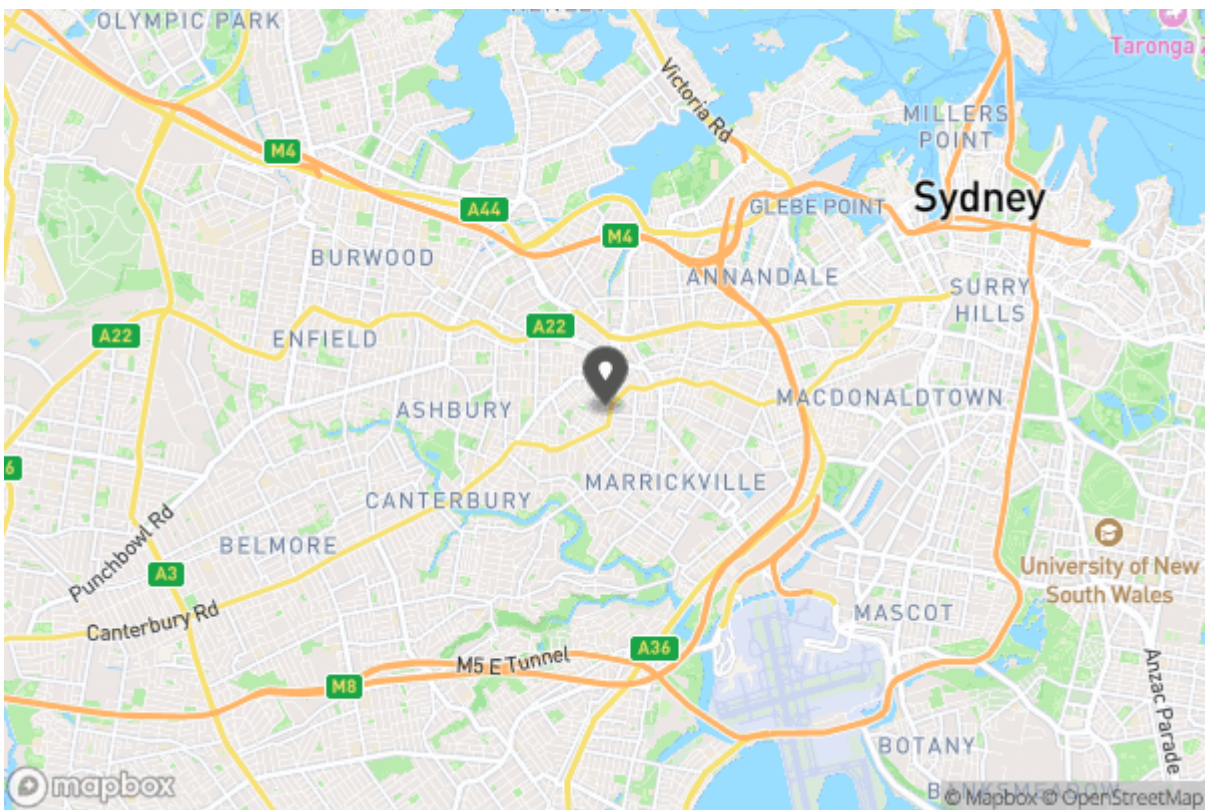 OLYMPIC PARK
Taronga
Victoria Rd
MILLERS
POINT
M4
Sydney
A44
GLEBE POINT
M4
BURWOOD
ANNANDALE
SURRY
HILLS
A22
ENFIELD
A22
ASHBURY
MACDONALDTOWN
6
CANTERBURY
MARRICKVILLE
Punchbowl Rd
BELMORE
University of New
South Wales
A3
Canterbury Rd
MASCOT
A36
M5 E Tunnel
M8
Anzac Parade
BOTANY
mapbox
BANKSMEADOW
© Mapbox © OpenStreetMap